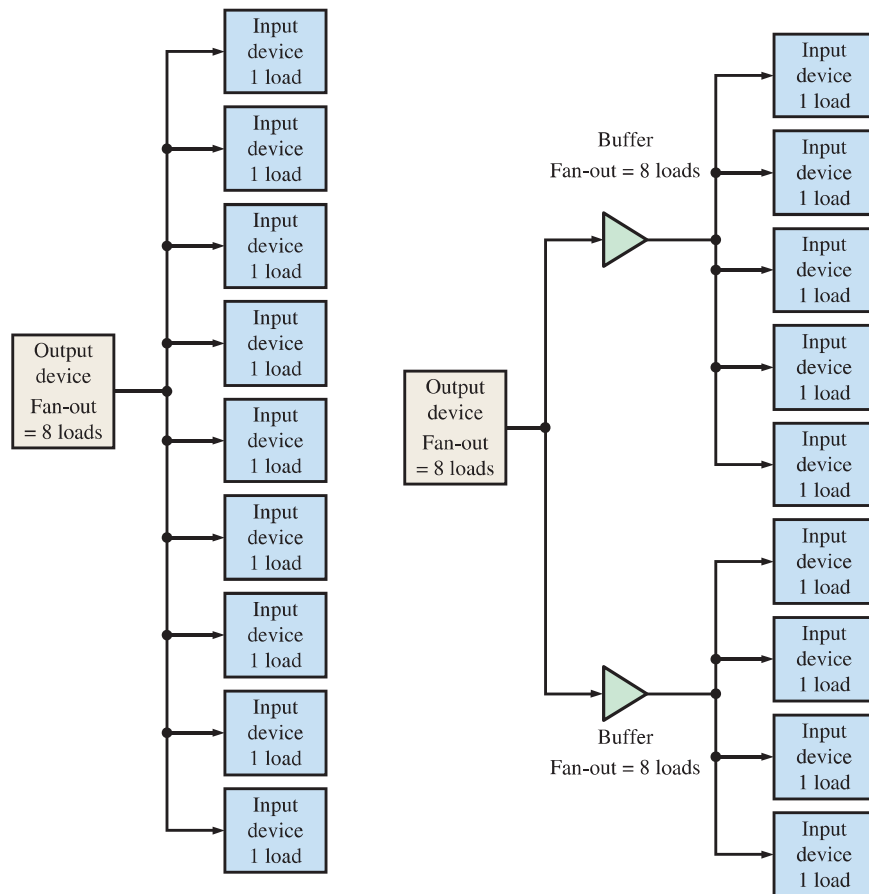 Input
device
1 load
Input
device
1 load
Input
device
1 load
Input
device
1 load
Input
device
1 load
Input
device
1 load
Input
device
1 load
Input
device
1 load
Input
device
1 load
Output
device
Fan-out
= 8 loads
Output
device
Fan-out
= 8 loads
Buffer
Fan-out = 8 loads
Buffer
Fan-out = 8 loads
Input
device
1 load
Input
device
1 load
Input
device
1 load
Input
device
1 load
Input
device
1 load
Input
device
1 load
Input
device
1 load
Input
device
1 load
Input
device
1 load